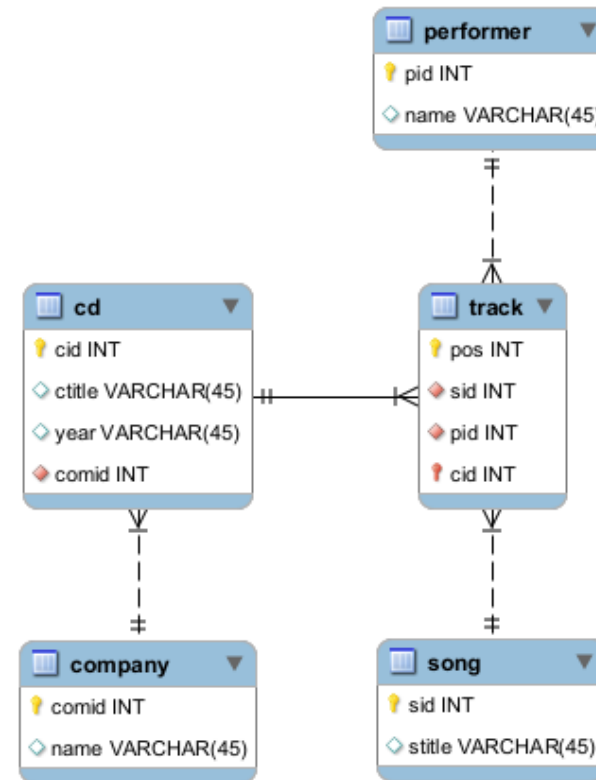 performer
pid INT
name VARCHAR(45)
cd
cid INT
ctitle VARCHAR(45)
year VARCHAR(45)
comid INT
track
pos INT
sid INT
pid INT
cid INT
company
comid INT
name VARCHAR(45)
song
sid INT
stitle VARCHAR(45)